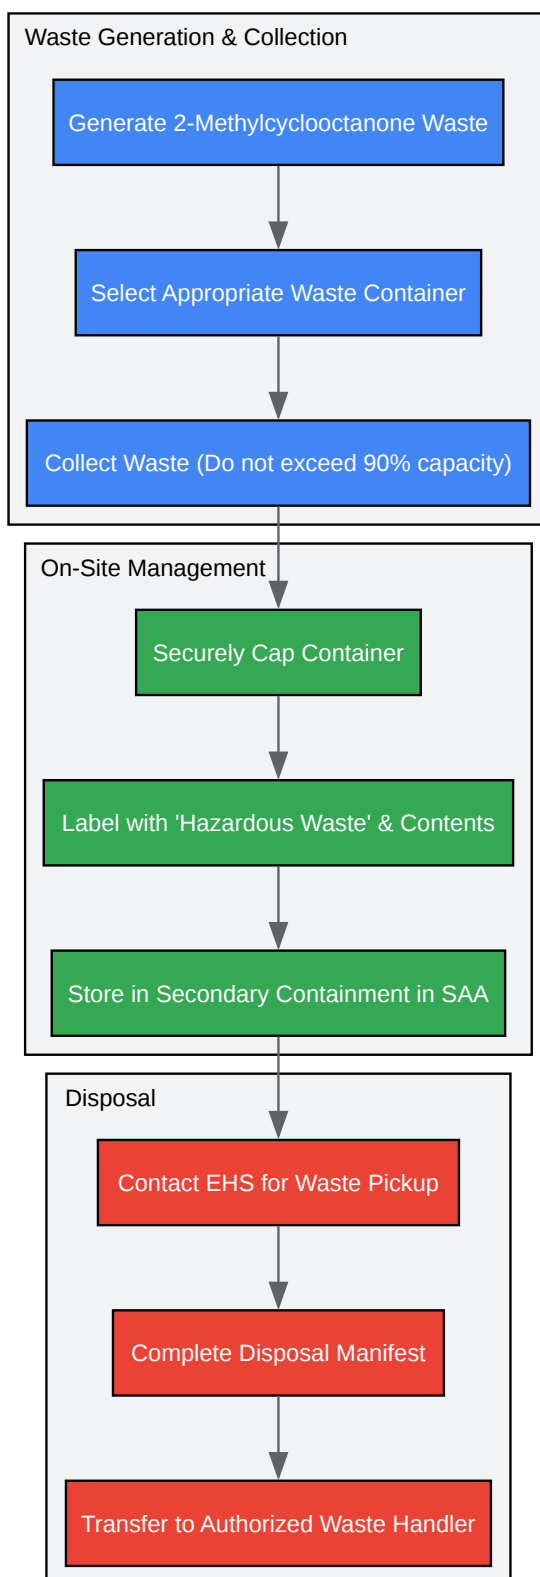 Waste Generation & Collection
Generate 2-Methylcyclooctanone Waste
Select Appropriate Waste Container
Collect Waste (Do not exceed 90% capacity)
On-Site Management
Securely Cap Container
Label with 'Hazardous Waste' & Contents
Store in Secondary Containment in SAA
Disposal
Contact EHS for Waste Pickup
Complete Disposal Manifest
Transfer to Authorized Waste Handler